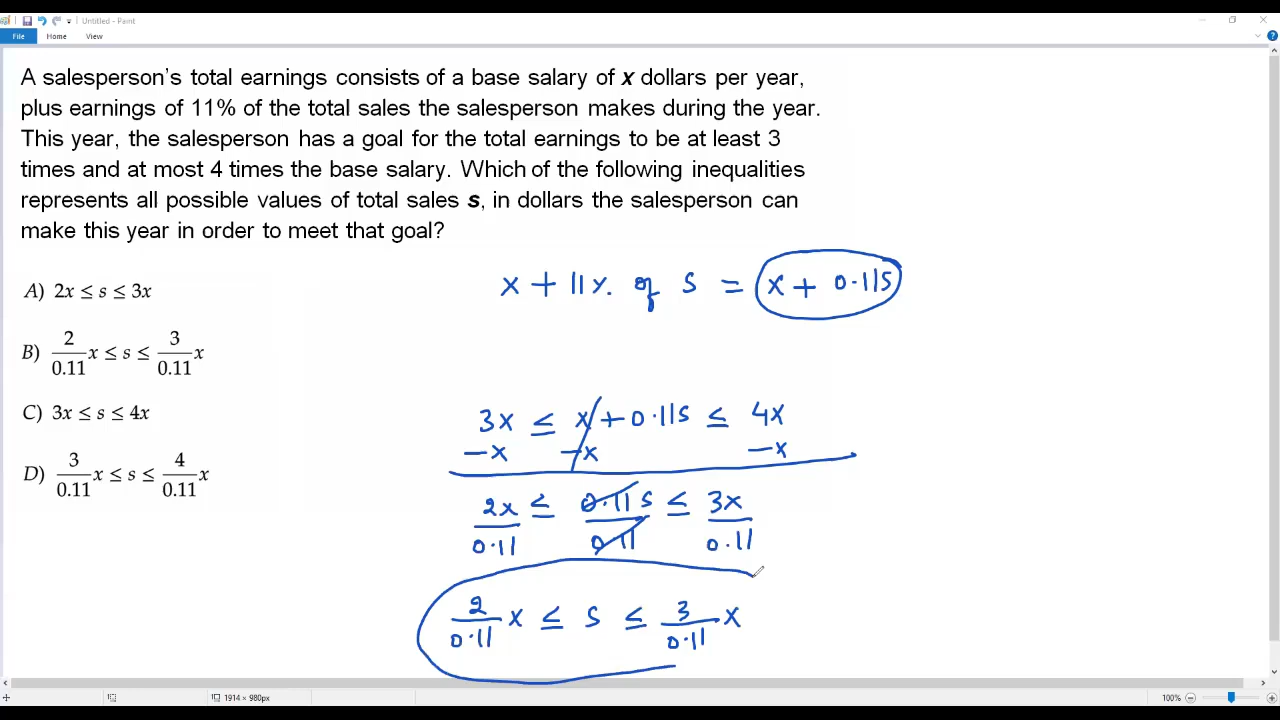 Untitled - Paint
File Home View
A salesperson's total earnings consists of a base salary of x dollars per year,
plus earnings of 11% of the total sales the salesperson makes during the year.
This year, the salesperson has a goal for the total earnings to be at least 3
times and at most 4 times the base salary. Which of the following inequalities
represents all possible values of total sales s, in dollars the salesperson can
make this year in order to meet that goal?
x + 11%. of s = x + 0.11s
A) 2x ≤ s ≤ 3x
B) 2/0.11 x ≤ s ≤ 3/0.11 x
C) 3x ≤ s ≤ 4x
D) 3/0.11 x ≤ s ≤ 4/0.11 x
3x ≤ x + 0.11s ≤ 4x
-x -x -x
2x/0.11 ≤ 0.11s/0.11 ≤ 3x/0.11
2/0.11 x ≤ s ≤ 3/0.11 x
1914 × 980px 100%